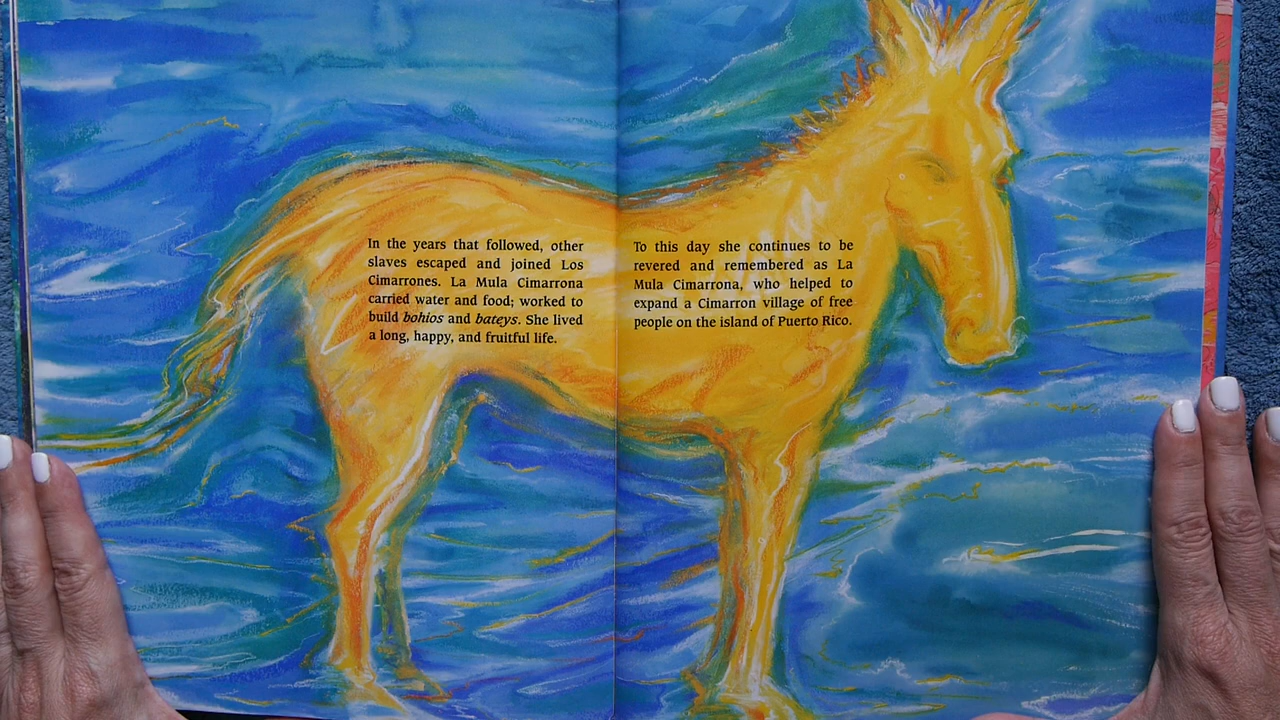 In the years that followed, other
slaves escaped and joined Los
Cimarrones. La Mula Cimarrona
carried water and food; worked to
build bohios and bateys. She lived
a long, happy, and fruitful life.
To this day she continues to be
revered and remembered as La
Mula Cimarrona, who helped to
expand a Cimarron village of free
people on the island of Puerto Rico.